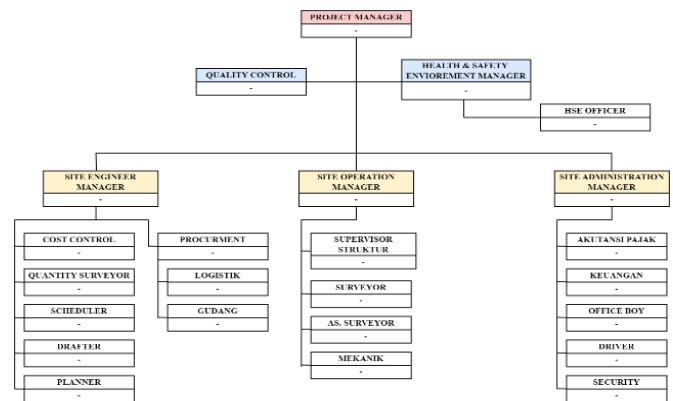 PROJECT MANAGER
-
QUALITY CONTROL
-
HEALTH & SAFETY
ENVIOREMENT MANAGER
-
HSE OFFICER
-
SITE ENGINEER
MANAGER
-
SITE OPERATION
MANAGER
-
SITE ADMINISTRATION
MANAGER
-
COST CONTROL
-
QUANTITY SURVEYOR
-
SCHEDULER
-
DRAFTER
-
PLANNER
-
PROCURMENT
-
LOGISTIK
-
GUDANG
-
SUPERVISOR
STRUKTUR
-
SURVEYOR
-
AS. SURVEYOR
-
MEKANIK
-
AKUTANSI PAJAK
-
KEUANGAN
-
OFFICE BOY
-
DRIVER
-
SECURITY
-